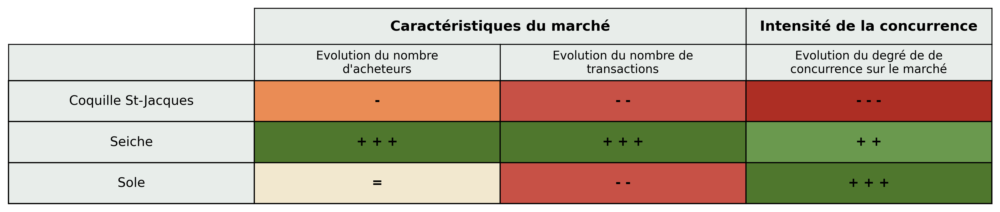 Caractéristiques du marché
Intensité de la concurrence
Evolution du nombre
d'acheteurs
Evolution du nombre de
transactions
Evolution du degré de de
concurrence sur le marché
Coquille St-Jacques
-
- -
- - -
Seiche
+ + +
+ + +
+ +
Sole
=
- -
+ + +